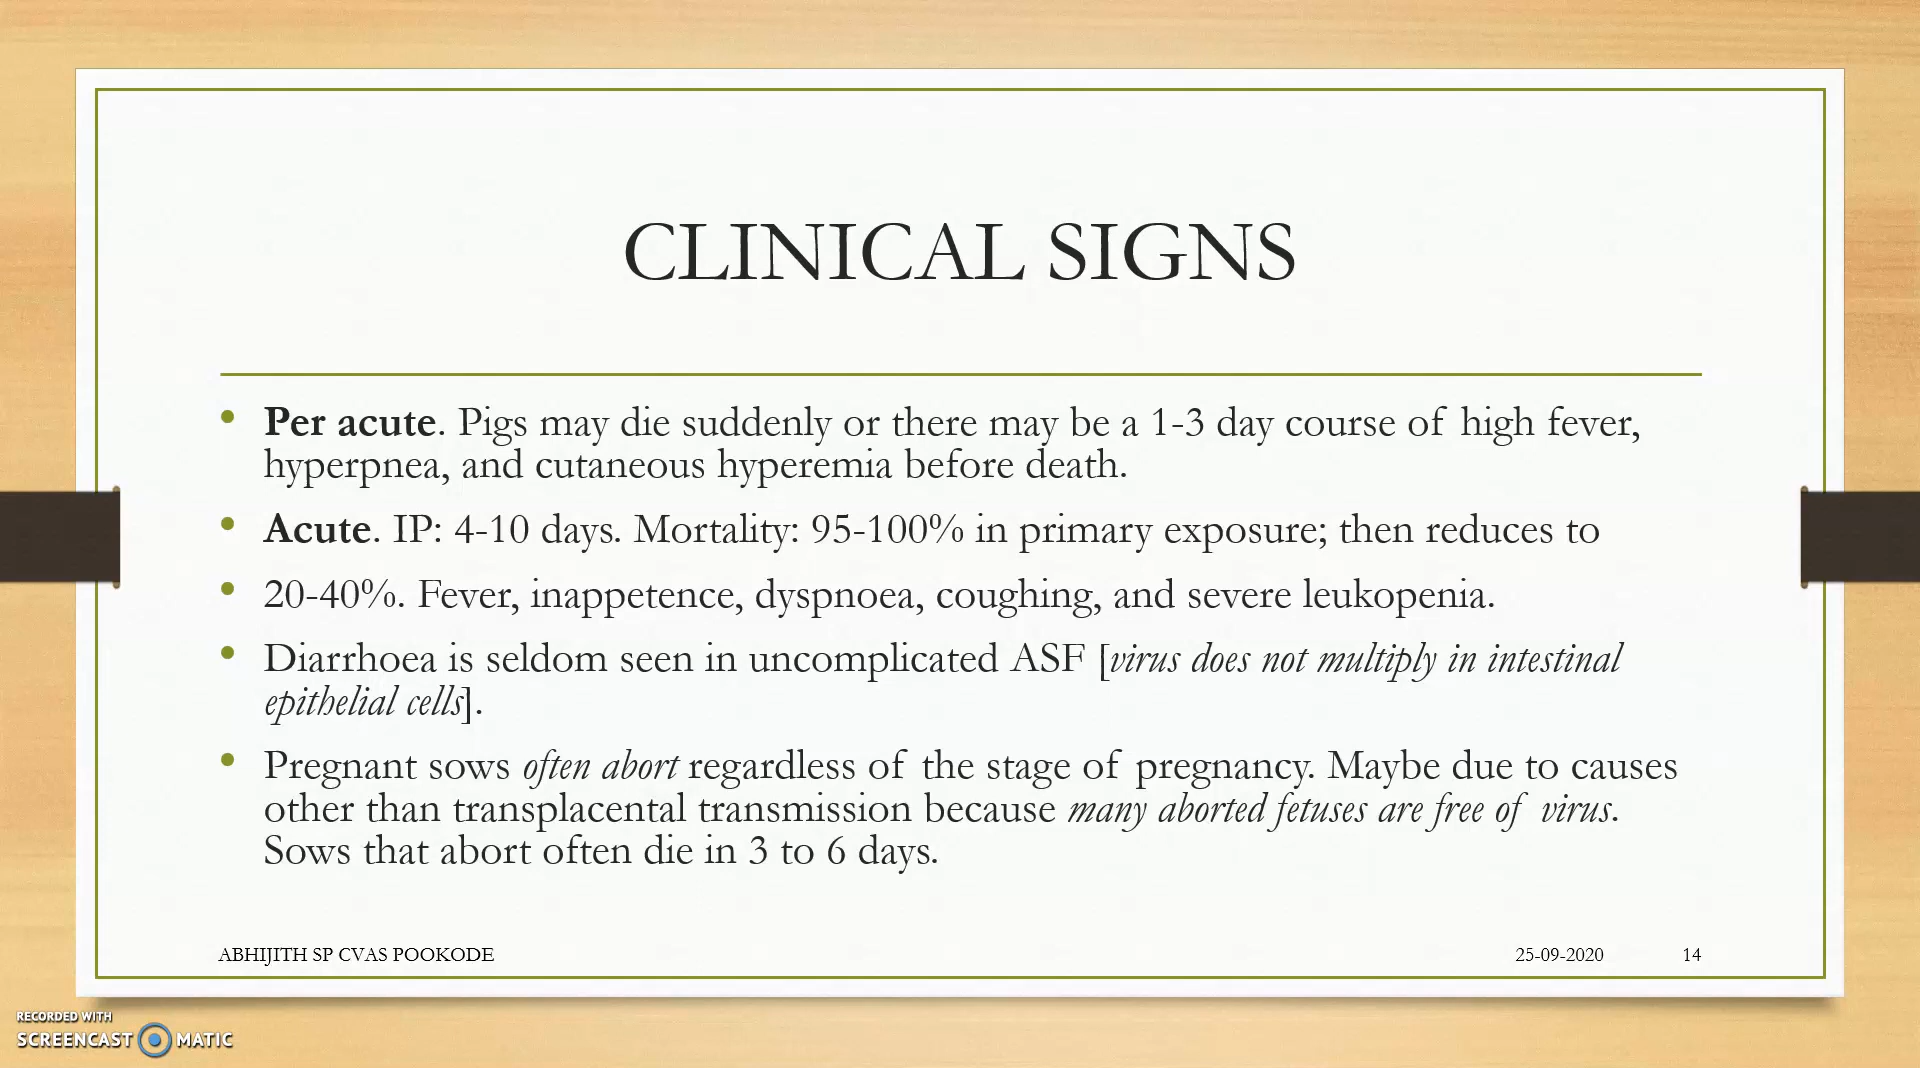 CLINICAL SIGNS
• Per acute. Pigs may die suddenly or there may be a 1-3 day course of high fever,
hyperpnea, and cutaneous hyperemia before death.
• Acute. IP: 4-10 days. Mortality: 95-100% in primary exposure; then reduces to
• 20-40%. Fever, inappetence, dyspnoea, coughing, and severe leukopenia.
• Diarrhoea is seldom seen in uncomplicated ASF [virus does not multiply in intestinal
epithelial cells].
• Pregnant sows often abort regardless of the stage of pregnancy. Maybe due to causes
other than transplacental transmission because many aborted fetuses are free of virus.
Sows that abort often die in 3 to 6 days.
ABHIJITH SP CVAS POOKODE 25-09-2020 14
RECORDED WITH
SCREENCAST MATIC